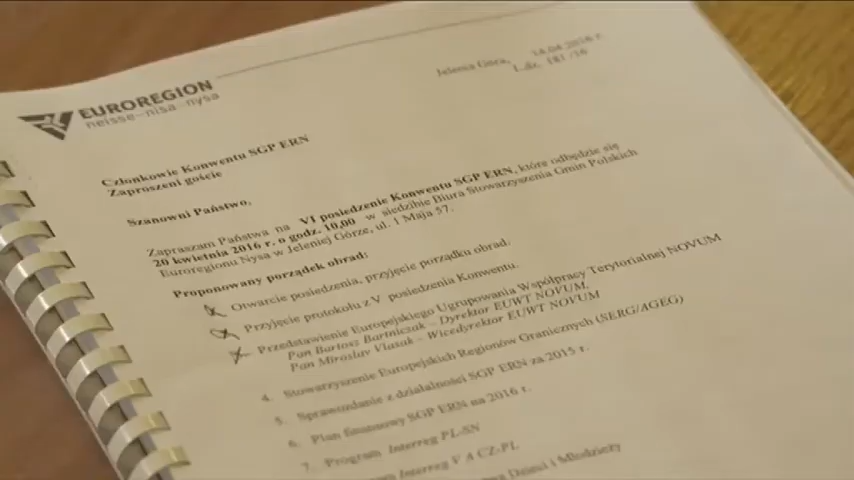 EUROREGION
neisse-nisa-nysa
Jelenia Góra, 14.04.2016 r.
L.dz. 181/16
Członkowie Konwentu SGP ERN
Zaproszeni goście
Szanowni Państwo,
Zapraszam Państwa na VI posiedzenie Konwentu SGP ERN, które odbędzie się
20 kwietnia 2016 r. o godz. 10.00 w siedzibie Biura Stowarzyszenia Gmin Polskich
Euroregionu Nysa w Jeleniej Górze, ul. 1 Maja 57.
Proponowany porządek obrad:
Otwarcie posiedzenia, przyjęcie porządku obrad.
Przyjęcie protokołu z V posiedzenia Konwentu.
Przedstawienie Europejskiego Ugrupowania Współpracy Terytorialnej NOVUM
Pan Bartosz Bartniczak – Dyrektor EUWT NOVUM,
Pan Miroslav Vlasak – Wicedyrektor EUWT NOVUM
4. Stowarzyszenie Europejskich Regionów Granicznych (SERG/AGEG)
5. Sprawozdanie z działalności SGP ERN za 2015 r.
6. Plan finansowy SGP ERN na 2016 r.
7. Program Interreg PL-SN
Interreg V A CZ-PL
Dzieci i Młodzieży